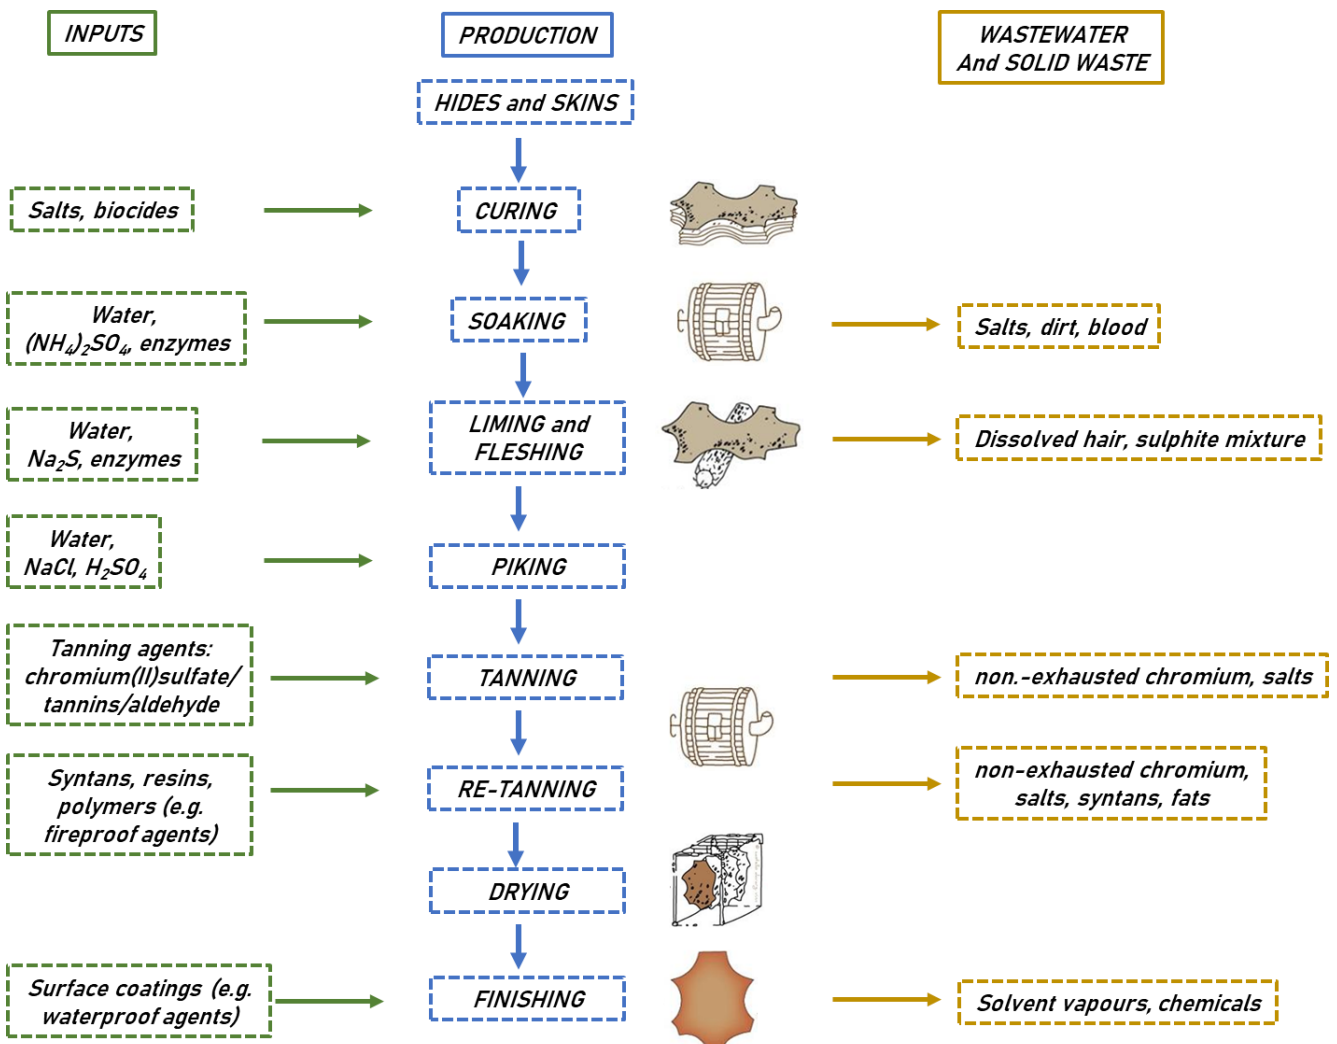 INPUTS
PRODUCTION
WASTEWATER
And SOLID WASTE
HIDES and SKINS
Salts, biocides
CURING
Water,
(NH₄)₂SO₄, enzymes
SOAKING
Salts, dirt, blood
Water,
Na₂S, enzymes
LIMING and
FLESHING
Dissolved hair, sulphite mixture
Water,
NaCl, H₂SO₄
PIKING
Tanning agents:
chromium(II)sulfate/
tannins/aldehyde
TANNING
non.-exhausted chromium, salts
Syntans, resins,
polymers (e.g.
fireproof agents)
RE-TANNING
non-exhausted chromium,
salts, syntans, fats
DRYING
Surface coatings (e.g.
waterproof agents)
FINISHING
Solvent vapours, chemicals